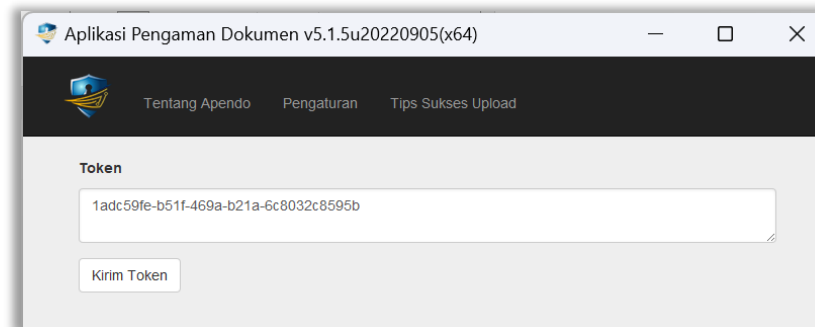 Aplikasi Pengaman Dokumen v5.1.5u20220905(x64)
Tentang Apendo Pengaturan Tips Sukses Upload
Token
1adc59fe-b51f-469a-b21a-6c8032c8595b
Kirim Token